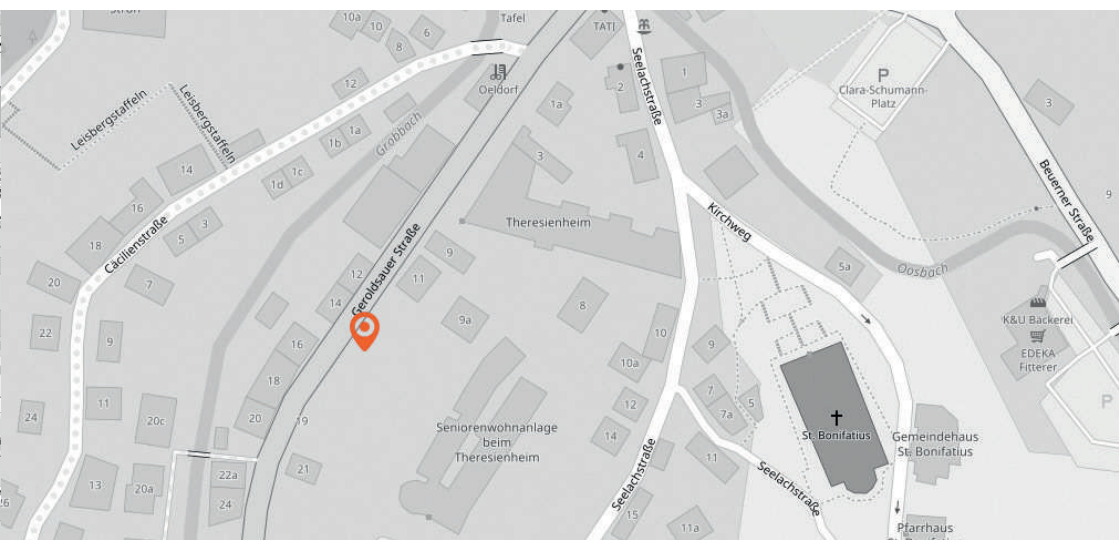 Tafel
10a
10
6
8
TATI
Oeldorf
Seelachstraße
1
2
3
3a
P
Clara-Schumann-
Platz
3
Beuerner Straße
9
Leisbergstaffeln
Leisbergstaffeln
12
1a
1b
Grobbach
1a
3
4
14
1c
1d
16
3
5
18
Cäcilienstraße
Theresienheim
Kirchweg
20
7
12
14
Geroldsauer Straße
9
11
5a
Oosbach
8
9a
K&U Bäckerei
EDEKA
Fitterer
22
9
16
10
9
10a
18
7
5
P
24
11
20c
20
19
Seniorenwohnanlage
beim
Theresienheim
12
7a
14
St. Bonifatius
Gemeindehaus
St. Bonifatius
11
Seelachstraße
Seelachstraße
13
20a
22a
21
24
26
15
11a
Pfarrhaus